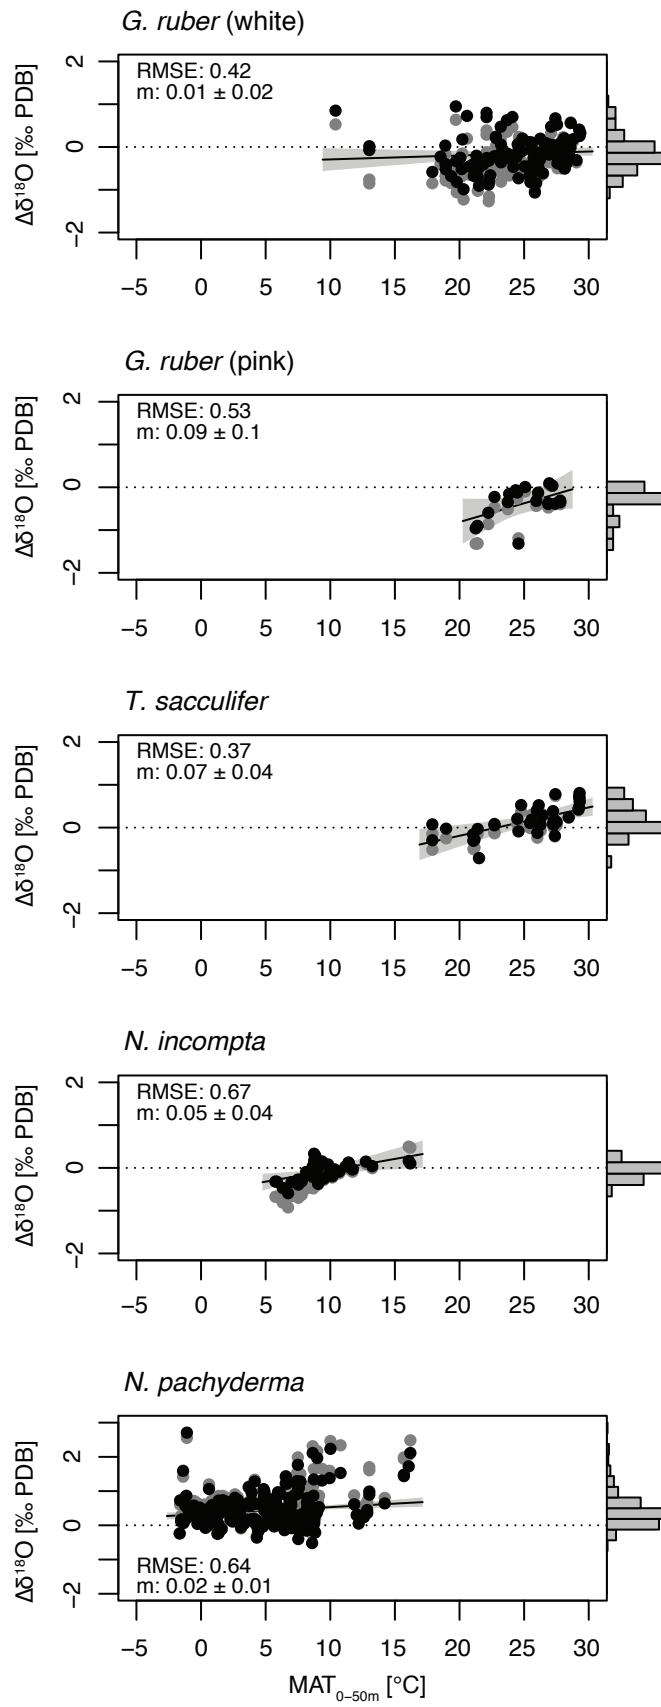 G. ruber (white)
RMSE: 0.42
m: 0.01 ± 0.02
Δδ18O [‰ PDB]
2
0
−2
−5 0 5 10 15 20 25 30
G. ruber (pink)
RMSE: 0.53
m: 0.09 ± 0.1
Δδ18O [‰ PDB]
2
0
−2
−5 0 5 10 15 20 25 30
T. sacculifer
RMSE: 0.37
m: 0.07 ± 0.04
Δδ18O [‰ PDB]
2
0
−2
−5 0 5 10 15 20 25 30
N. incompta
RMSE: 0.67
m: 0.05 ± 0.04
Δδ18O [‰ PDB]
2
0
−2
−5 0 5 10 15 20 25 30
N. pachyderma
Δδ18O [‰ PDB]
2
0
−2
RMSE: 0.64
m: 0.02 ± 0.01
−5 0 5 10 15 20 25 30
MAT0−50m [°C]